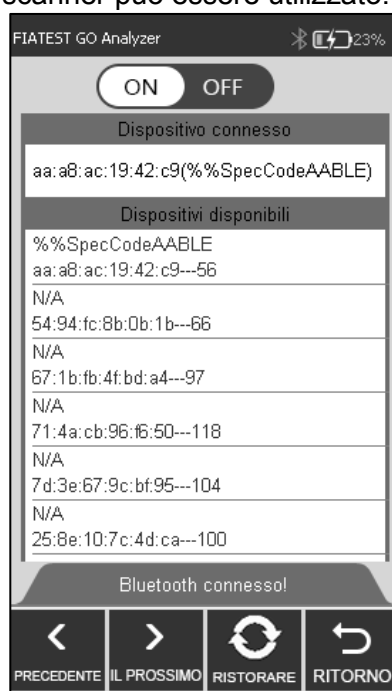 scanner può essere utilizzato.
FIATEST GO Analyzer 23%
ON OFF
Dispositivo connesso
aa:a8:ac:19:42:c9(%%SpecCodeAABLE)
Dispositivi disponibili
%%SpecCodeAABLE
aa:a8:ac:19:42:c9---56
N/A
54:94:fc:8b:0b:1b---66
N/A
67:1b:fb:4f:bd:a4---97
N/A
71:4a:cb:96:f6:50---118
N/A
7d:3e:67:9c:bf:95---104
N/A
25:8e:10:7c:4d:ca---100
Bluetooth connesso!
PRECEDENTE IL PROSSIMO RISTORARE RITORNO